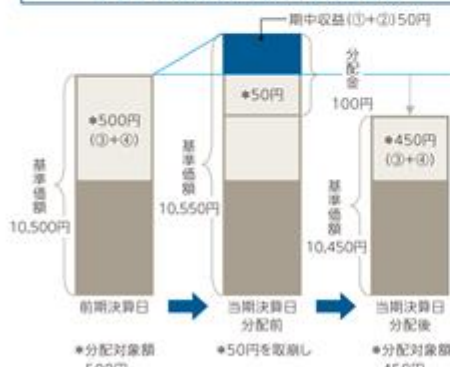 期中収益(①+②)50円
分配金
100円
*500円
(③+④)
*50円
*450円
(③+④)
基準価額
10,500円
基準価額
10,550円
基準価額
10,450円
前期決算日
当期決算日
分配前
当期決算日
分配後
*分配対象額
500円
*50円を取崩し
*分配対象額
450円